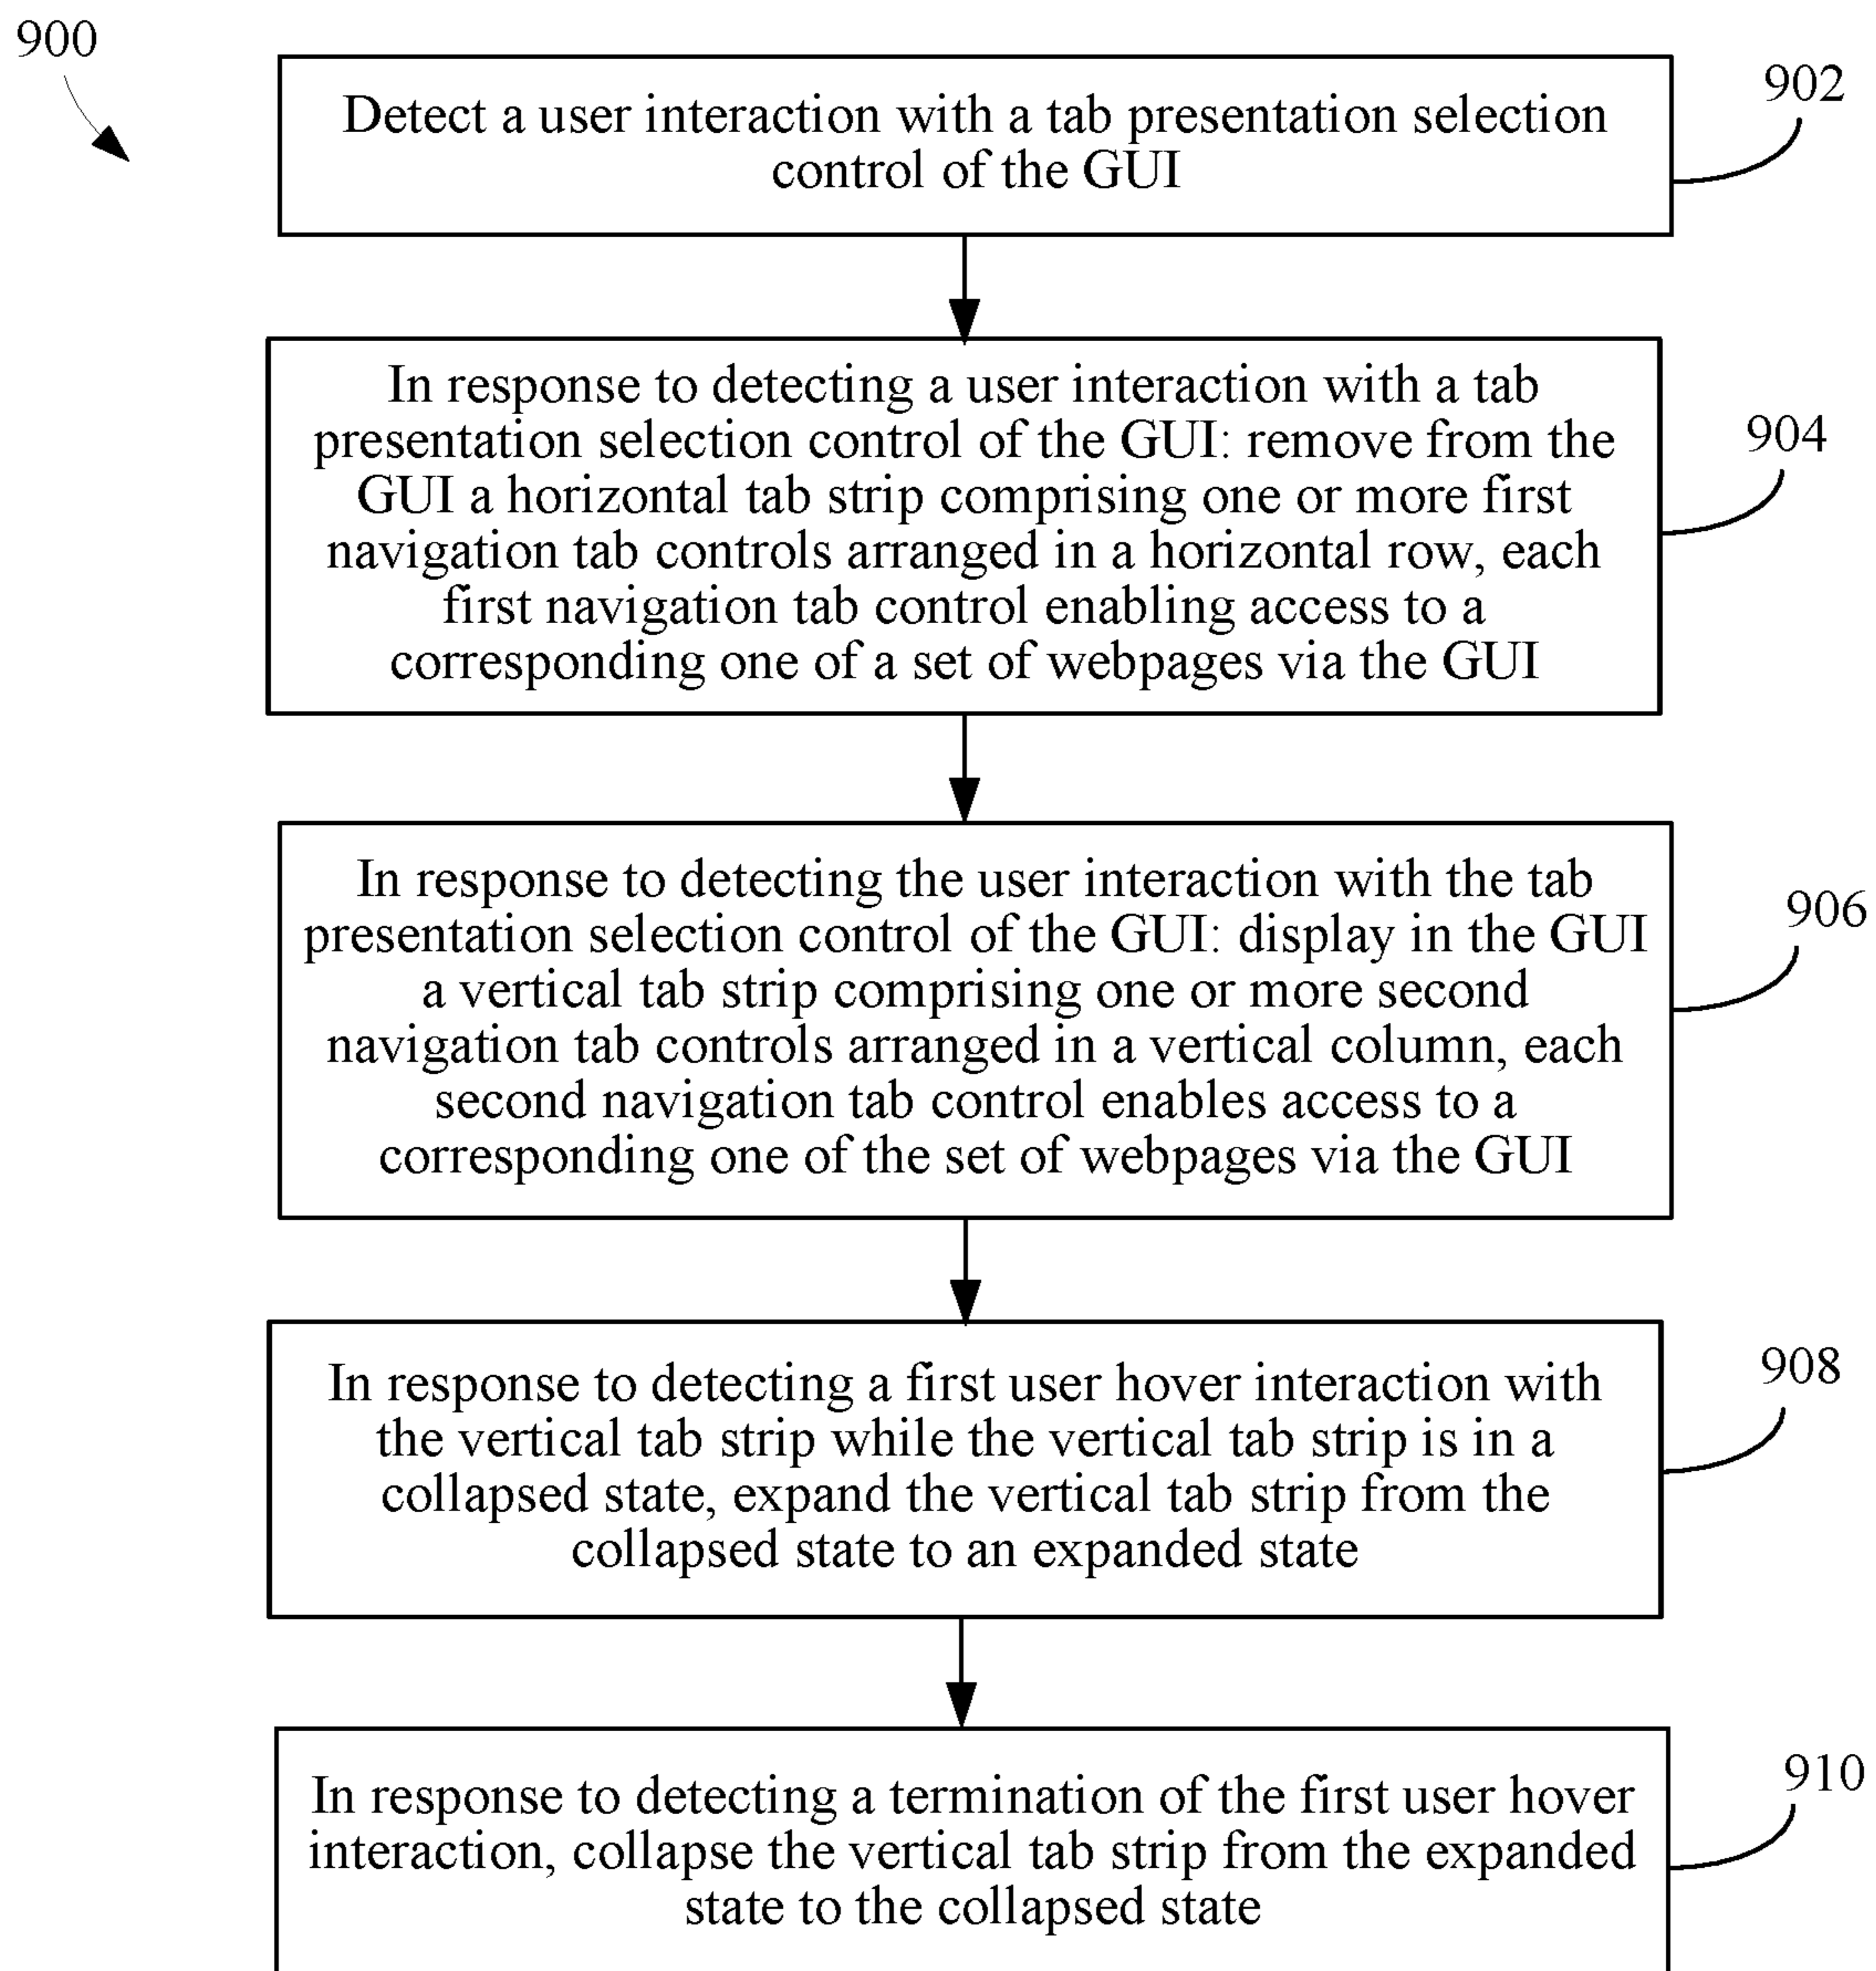 900
Detect a user interaction with a tab presentation selection
control of the GUI
902
In response to detecting a user interaction with a tab
presentation selection control of the GUI: remove from the
GUI a horizontal tab strip comprising one or more first
navigation tab controls arranged in a horizontal row, each
first navigation tab control enabling access to a
corresponding one of a set of webpages via the GUI
904
In response to detecting the user interaction with the tab
presentation selection control of the GUI: display in the GUI
a vertical tab strip comprising one or more second
navigation tab controls arranged in a vertical column, each
second navigation tab control enables access to a
corresponding one of the set of webpages via the GUI
906
In response to detecting a first user hover interaction with
the vertical tab strip while the vertical tab strip is in a
collapsed state, expand the vertical tab strip from the
collapsed state to an expanded state
908
In response to detecting a termination of the first user hover
interaction, collapse the vertical tab strip from the expanded
state to the collapsed state
910